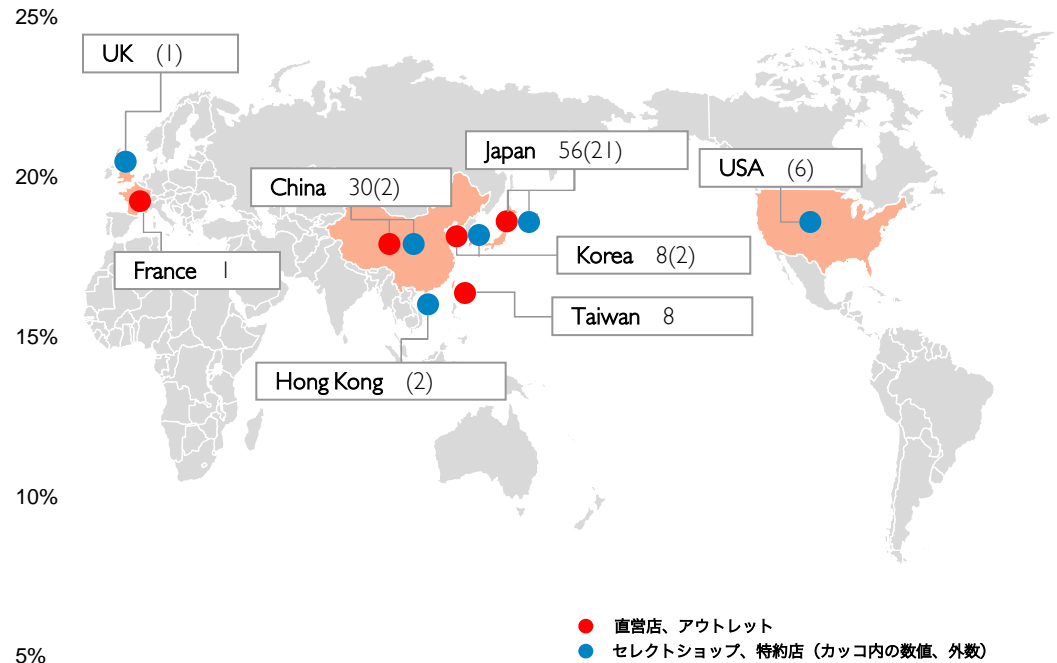 25%
UK (1)
Japan 56(21)
USA (6)
20%
China 30(2)
Korea 8(2)
France 1
Taiwan 8
15%
Hong Kong (2)
10%
直営店、アウトレット
セレクトショップ、特約店（カッコ内の数値、外数）
5%